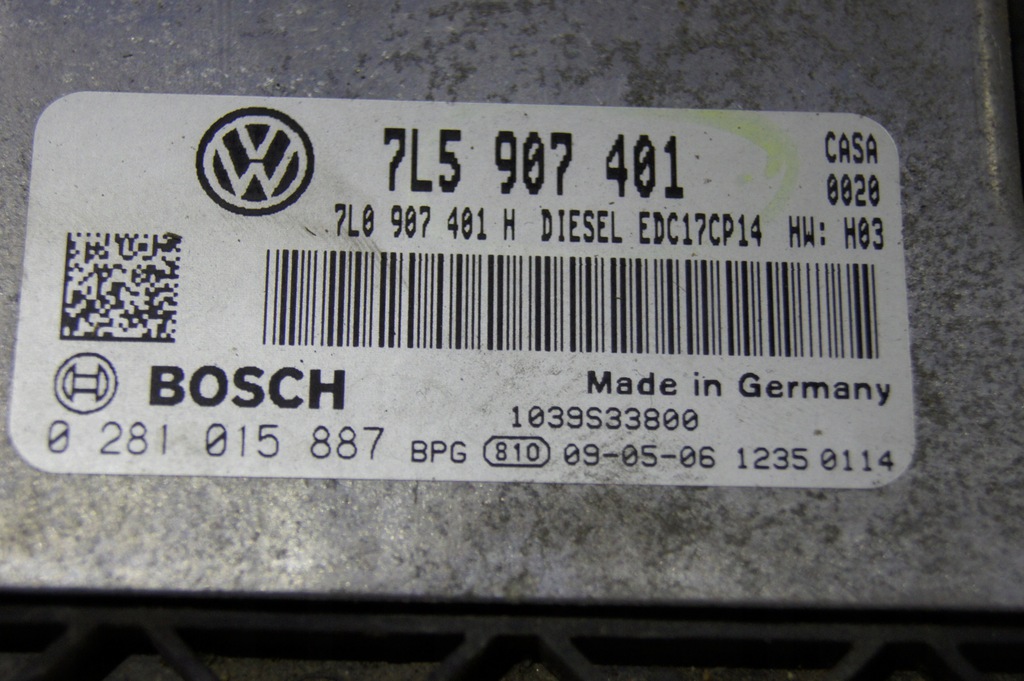 7L5 907 401 CASA
0020
7L0 907 401 H DIESEL EDC17CP14 HW: H03
BOSCH Made in Germany
1039S33800
0 281 015 887 BPG 810 09-05-06 1235 0114